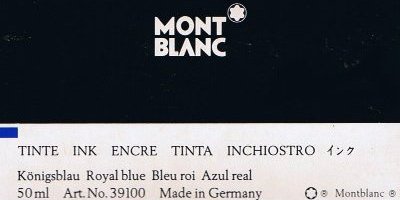 MONT
BLANC
TINTE INK ENCRE TINTA INCHIOSTRO インク
Königsblau Royal blue Bleu roi Azul real
50 ml Art. No. 39100 Made in Germany ® Montblanc ®